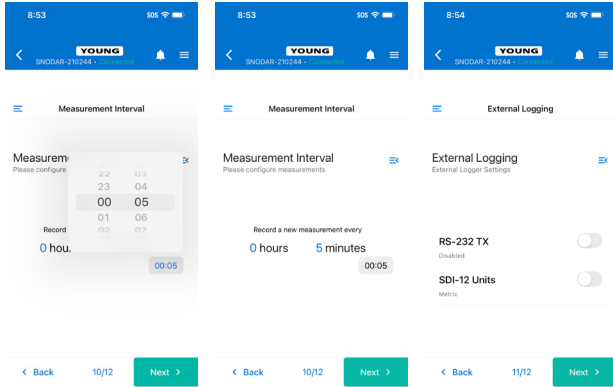 8:53
SOS
YOUNG
SNODAR-210244 • Connected
Measurement Interval
Please configure
22 03
23 04
00 05
01 06
02 07
Record
0 hou
00:05
Back
10/12
Next
8:53
SOS
YOUNG
SNODAR-210244 • Connected
Measurement Interval
Measurement Interval
Please configure measurements
Record a new measurement every
0 hours 5 minutes
00:05
Back
10/12
Next
8:54
SOS
YOUNG
SNODAR-210244 • Connected
External Logging
External Logging
External Logger Settings
RS-232 TX
Disabled
SDI-12 Units
Metric
Back
11/12
Next